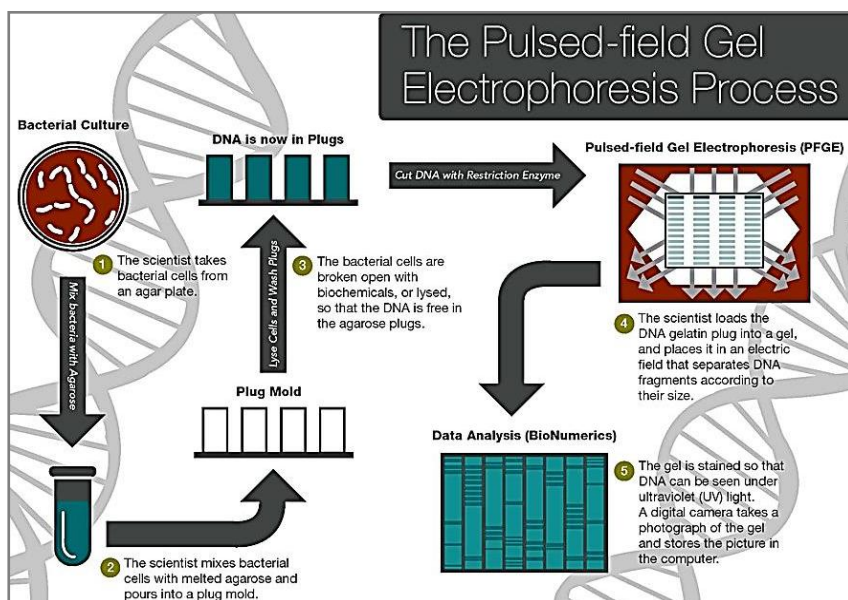 The Pulsed-field Gel
Electrophoresis Process
Bacterial Culture
1
The scientist takes
bacterial cells from
an agar plate.
Mix bacteria with Agarose
2
The scientist mixes bacterial
cells with melted agarose and
pours into a plug mold.
Plug Mold
Lyse Cells and Wash Plugs
3
The bacterial cells are
broken open with
biochemicals, or lysed,
so that the DNA is free in
the agarose plugs.
DNA is now in Plugs
Cut DNA with Restriction Enzyme
Pulsed-field Gel Electrophoresis (PFGE)
4
The scientist loads the
DNA gelatin plug into a gel,
and places it in an electric
field that separates DNA
fragments according to
their size.
Data Analysis (BioNumerics)
5
The gel is stained so that
DNA can be seen under
ultraviolet (UV) light.
A digital camera takes a
photograph of the gel
and stores the picture in
the computer.